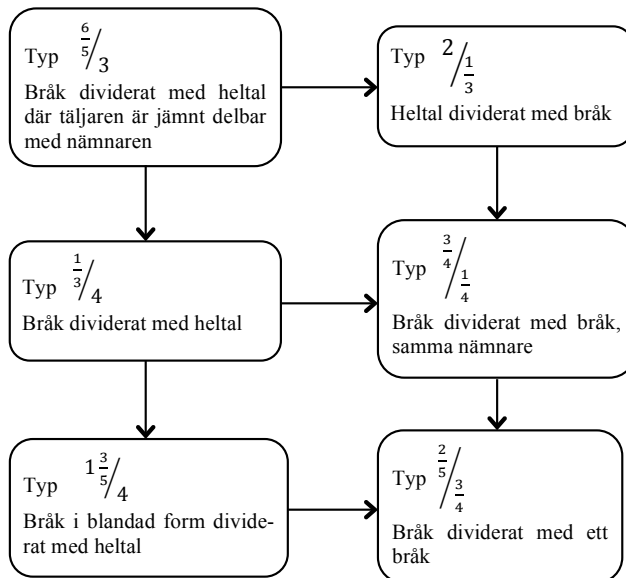 Typ 6/5 / 3
Bråk dividerat med heltal
där täljaren är jämnt delbar
med nämnaren
Typ 2 / 1/3
Heltal dividerat med bråk
Typ 1/3 / 4
Bråk dividerat med heltal
Typ 3/4 / 1/4
Bråk dividerat med bråk,
samma nämnare
Typ 1 3/5 / 4
Bråk i blandad form divide-
rat med heltal
Typ 2/5 / 3/4
Bråk dividerat med ett
bråk